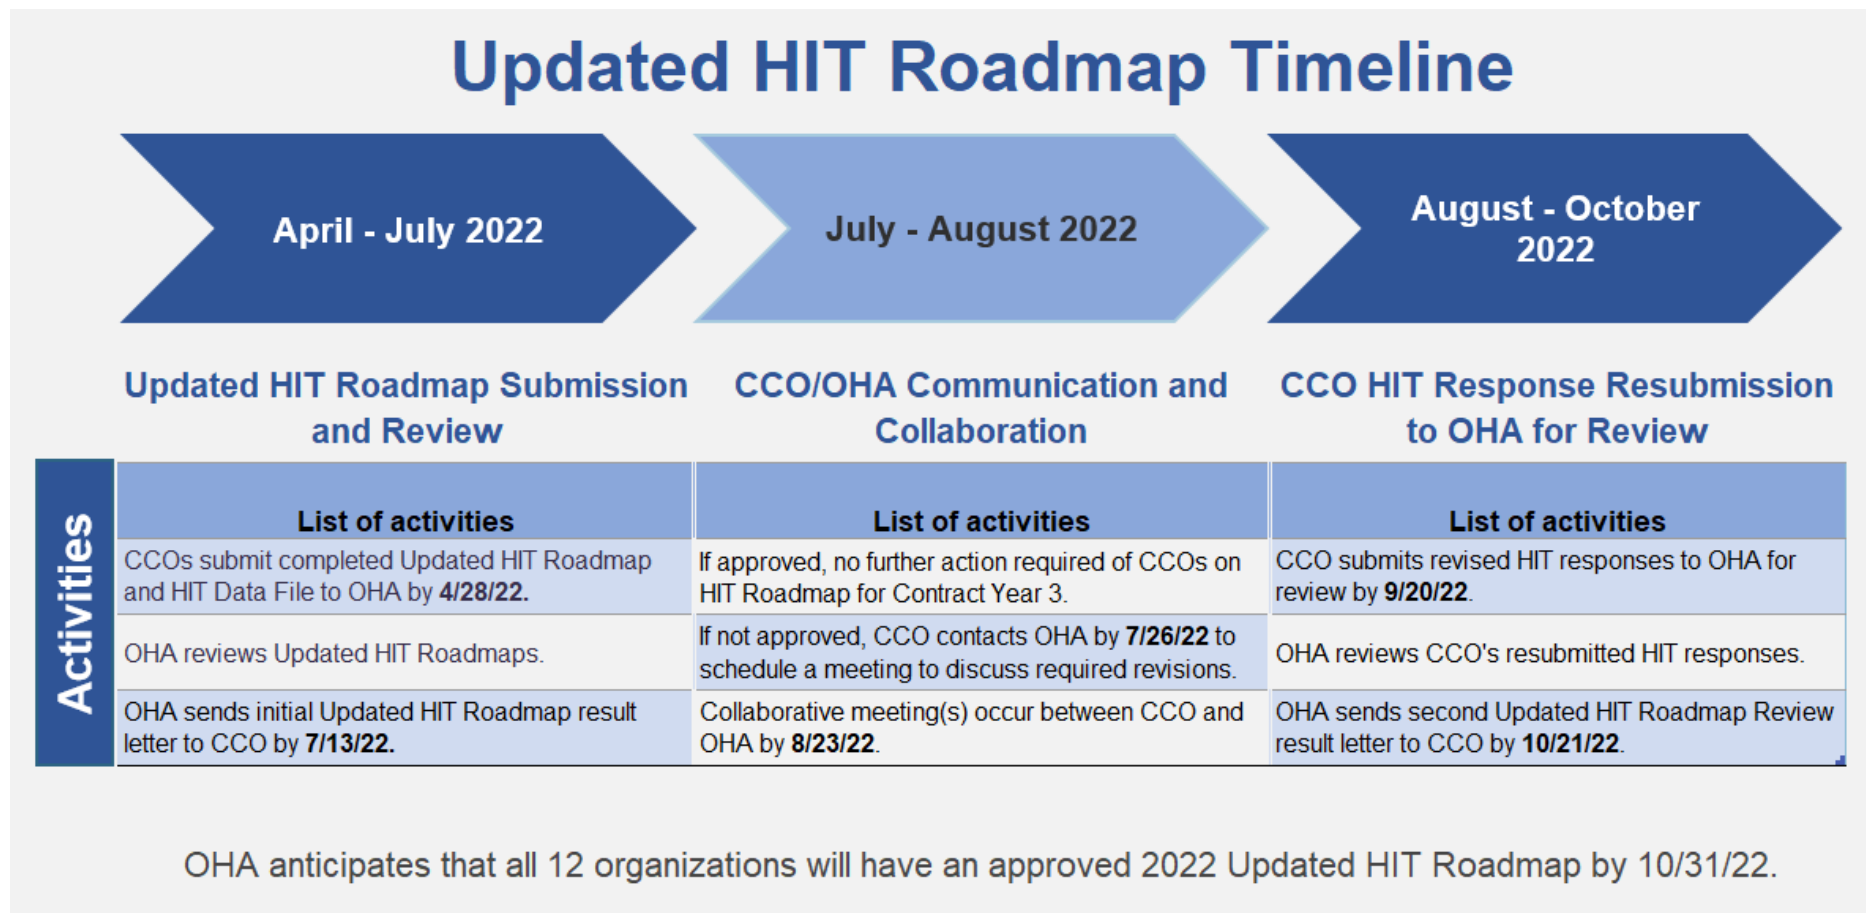 Updated HIT Roadmap Timeline
April - July 2022
July - August 2022
August - October
2022
Updated HIT Roadmap Submission
and Review
CCO/OHA Communication and
Collaboration
CCO HIT Response Resubmission
to OHA for Review
Activities
List of activities
CCOs submit completed Updated HIT Roadmap
and HIT Data File to OHA by 4/28/22.
OHA reviews Updated HIT Roadmaps.
OHA sends initial Updated HIT Roadmap result
letter to CCO by 7/13/22.
List of activities
If approved, no further action required of CCOs on
HIT Roadmap for Contract Year 3.
If not approved, CCO contacts OHA by 7/26/22 to
schedule a meeting to discuss required revisions.
Collaborative meeting(s) occur between CCO and
OHA by 8/23/22.
List of activities
CCO submits revised HIT responses to OHA for
review by 9/20/22.
OHA reviews CCO's resubmitted HIT responses.
OHA sends second Updated HIT Roadmap Review
result letter to CCO by 10/21/22.
OHA anticipates that all 12 organizations will have an approved 2022 Updated HIT Roadmap by 10/31/22.